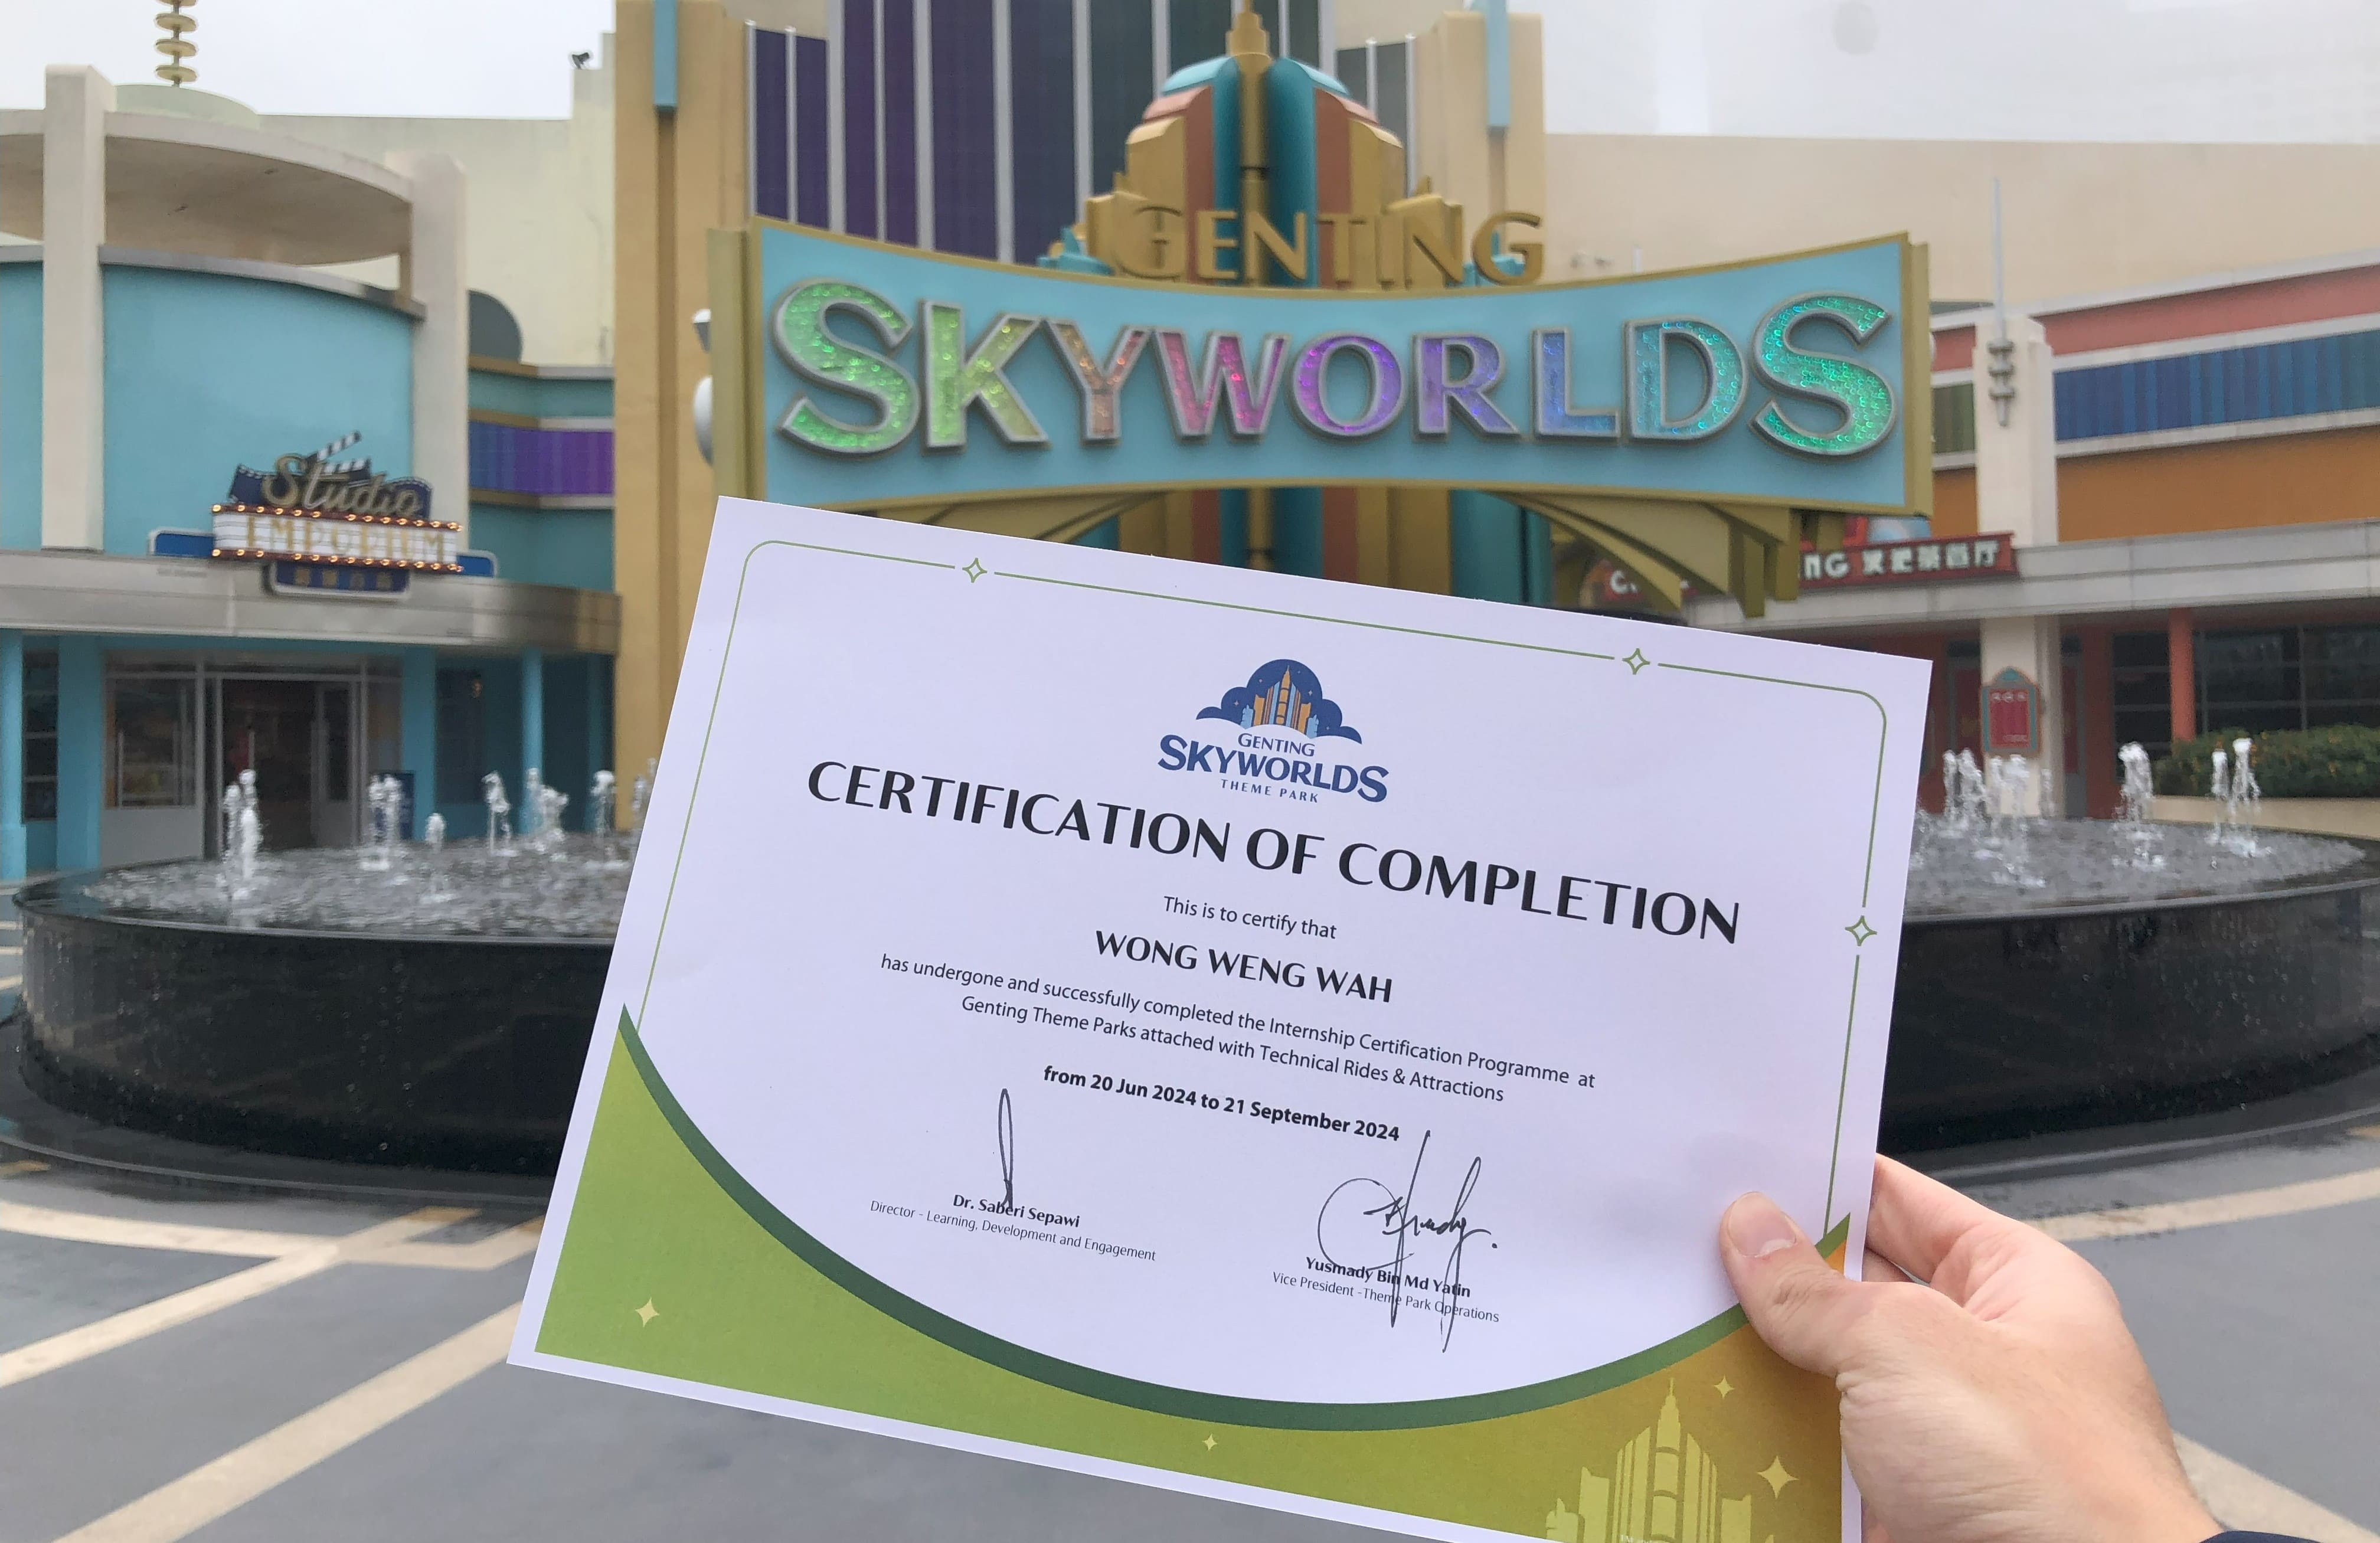 GENTING
SKYWORLDS
Studio
EMPORIUM
GENTING
SKYWORLDS
THEME PARK
CERTIFICATION OF COMPLETION
This is to certify that
WONG WENG WAH
has undergone and successfully completed the Internship Certification Programme at
Genting Theme Parks attached with Technical Rides & Attractions
from 20 Jun 2024 to 21 September 2024
Dr. Saberi Sepawi
Director - Learning, Development and Engagement
Yusmady Bin Md Yatin
Vice President -Theme Park Operations